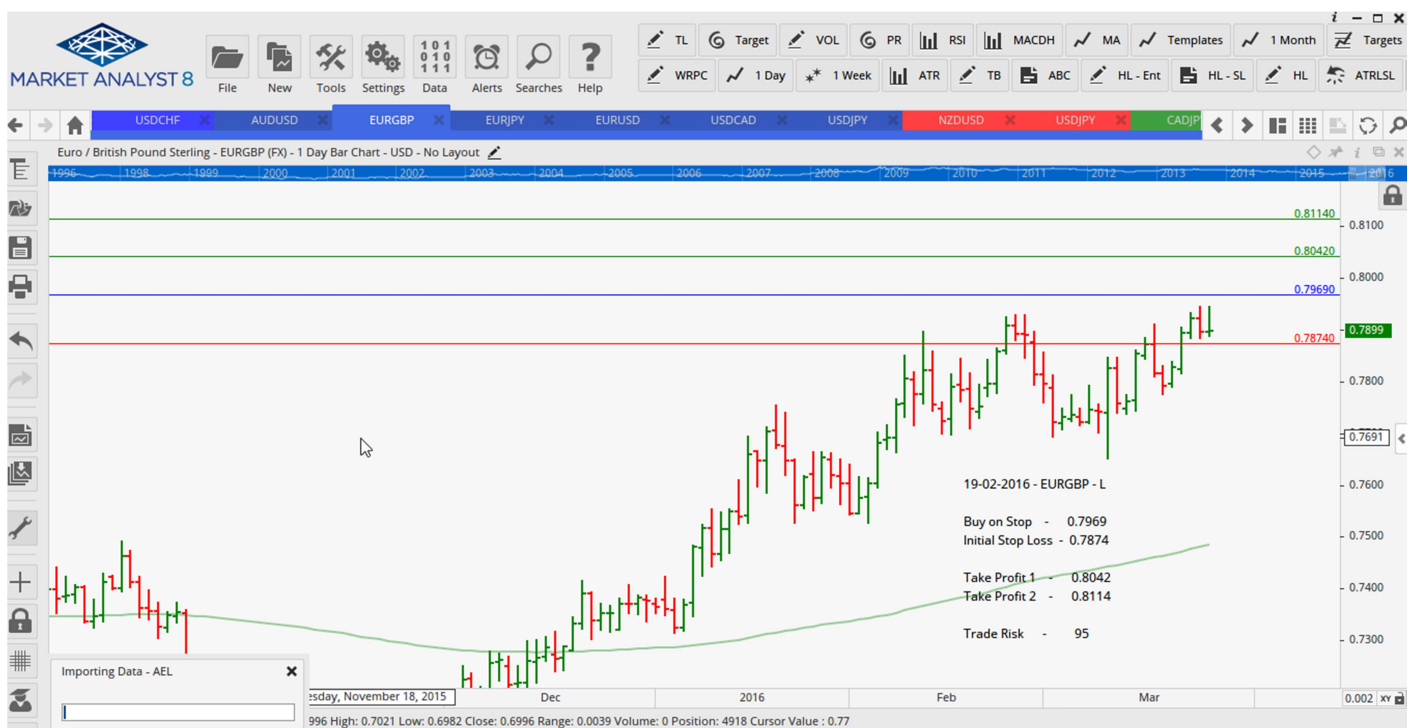 i
MARKET ANALYST 8
File New Tools Settings Data Alerts Searches Help
101
010
111
TL Target VOL PR RSI MACDH MA Templates 1 Month Targets
WRPC 1 Day 1 Week ATR TB ABC HL - Ent HL - SL HL ATRLSL
USDCHF AUDUSD EURGBP EURJPY EURUSD USDCAD USDJPY NZDUSD USDJPY CADJP
Euro / British Pound Sterling - EURGBP (FX) - 1 Day Bar Chart - USD - No Layout
1996 1998 1999 2000 2001 2002 2003 2004 2005 2006 2007 2008 2009 2010 2011 2012 2013 2014 2015 2016
0.81140
0.8100
0.80420
0.8000
0.79690
0.7899
0.78740
0.7800
0.7691
0.7600
0.7500
0.7400
0.7300
19-02-2016 - EURGBP - L
Buy on Stop - 0.7969
Initial Stop Loss - 0.7874
Take Profit 1 - 0.8042
Take Profit 2 - 0.8114
Trade Risk - 95
Importing Data - AEL
esday, November 18, 2015 Dec 2016 Feb Mar 0.002 XY
996 High: 0.7021 Low: 0.6982 Close: 0.6996 Range: 0.0039 Volume: 0 Position: 4918 Cursor Value : 0.77